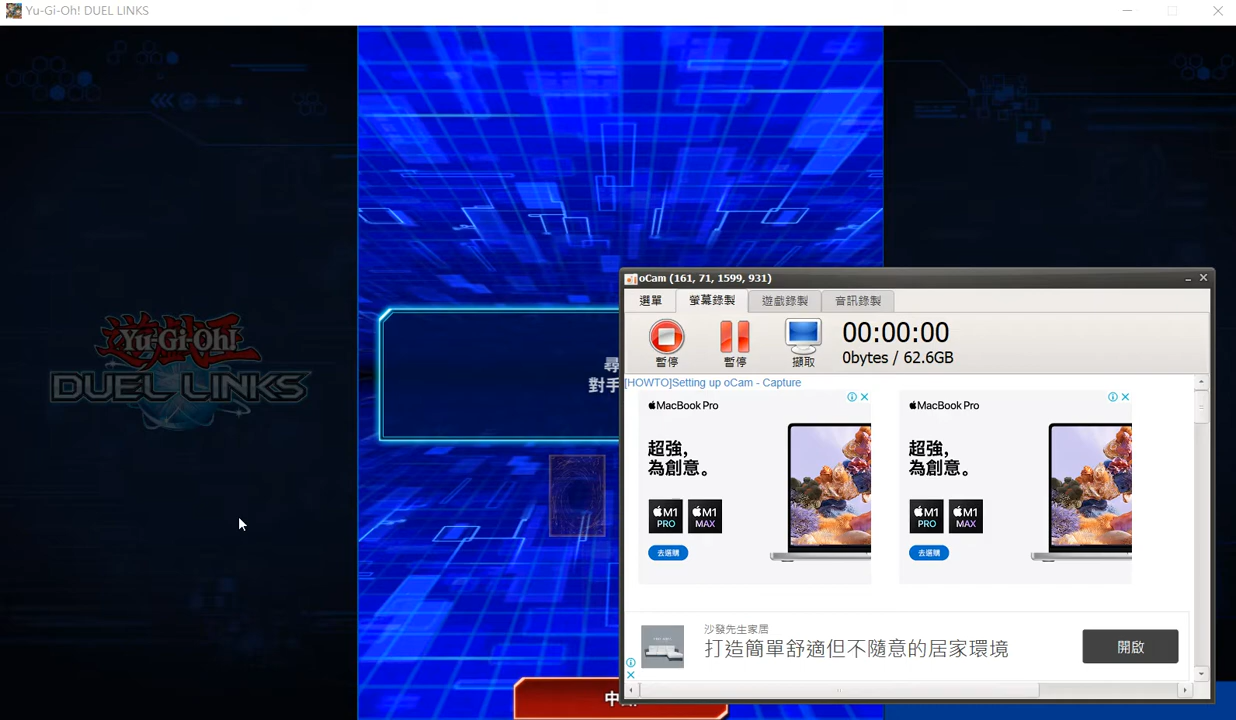 Yu-Gi-Oh! DUEL LINKS
Yu-Gi-Oh!
DUEL LINKS
尋
對手
中
oCam (161, 71, 1599, 931)
選單
螢幕錄製
遊戲錄製
音訊錄製
暫停
暫停
擷取
00:00:00
0bytes / 62.6GB
[HOWTO]Setting up oCam - Capture
MacBook Pro
超強,
為創意。
M1
PRO
M1
MAX
去選購
MacBook Pro
超強,
為創意。
M1
PRO
M1
MAX
去選購
沙發先生家居
打造簡單舒適但不隨意的居家環境
開啟